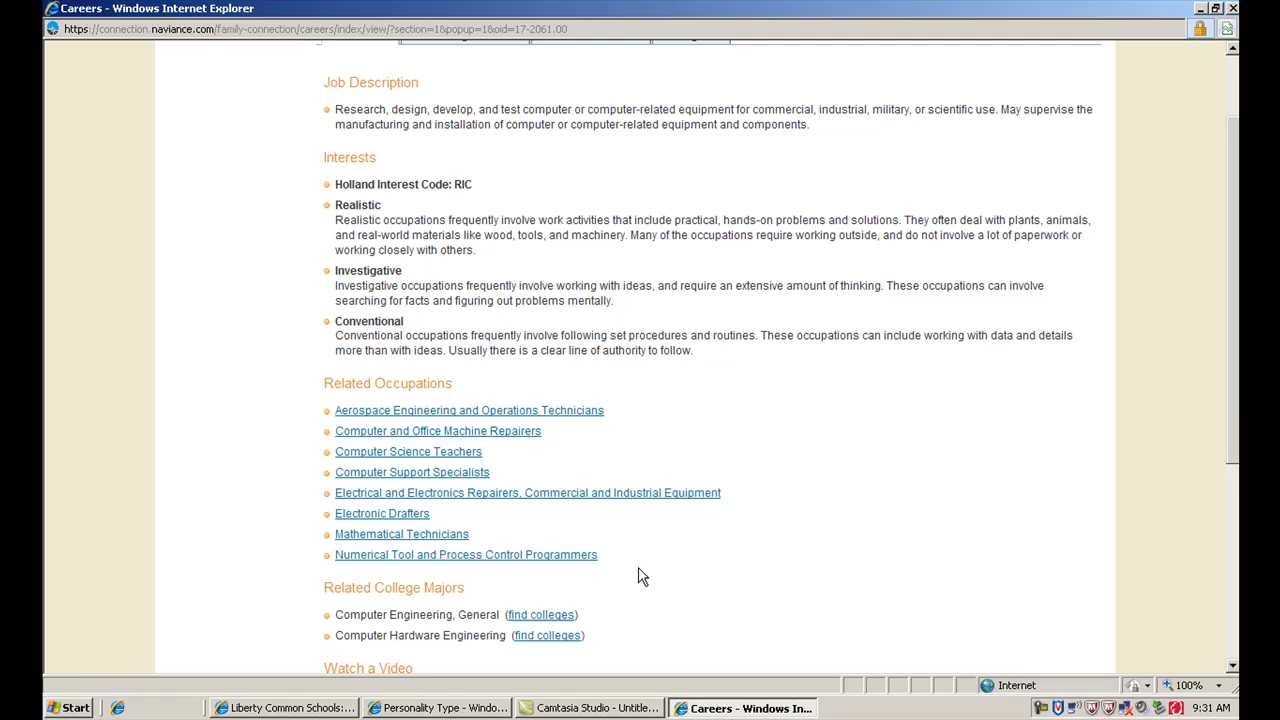 Careers - Windows Internet Explorer
https://connection.naviance.com/family-connection/careers/index/view/?section=1&popup=1&oid=17-2061.00
Job Description
Research, design, develop, and test computer or computer-related equipment for commercial, industrial, military, or scientific use. May supervise the
manufacturing and installation of computer or computer-related equipment and components.
Interests
Holland Interest Code: RIC
Realistic
Realistic occupations frequently involve work activities that include practical, hands-on problems and solutions. They often deal with plants, animals,
and real-world materials like wood, tools, and machinery. Many of the occupations require working outside, and do not involve a lot of paperwork or
working closely with others.
Investigative
Investigative occupations frequently involve working with ideas, and require an extensive amount of thinking. These occupations can involve
searching for facts and figuring out problems mentally.
Conventional
Conventional occupations frequently involve following set procedures and routines. These occupations can include working with data and details
more than with ideas. Usually there is a clear line of authority to follow.
Related Occupations
Aerospace Engineering and Operations Technicians
Computer and Office Machine Repairers
Computer Science Teachers
Computer Support Specialists
Electrical and Electronics Repairers, Commercial and Industrial Equipment
Electronic Drafters
Mathematical Technicians
Numerical Tool and Process Control Programmers
Related College Majors
Computer Engineering, General (find colleges)
Computer Hardware Engineering (find colleges)
Watch a Video
Internet 100%
Start Liberty Common Schools:... Personality Type - Windo... Camtasia Studio - Untitle... Careers - Windows In... 9:31 AM